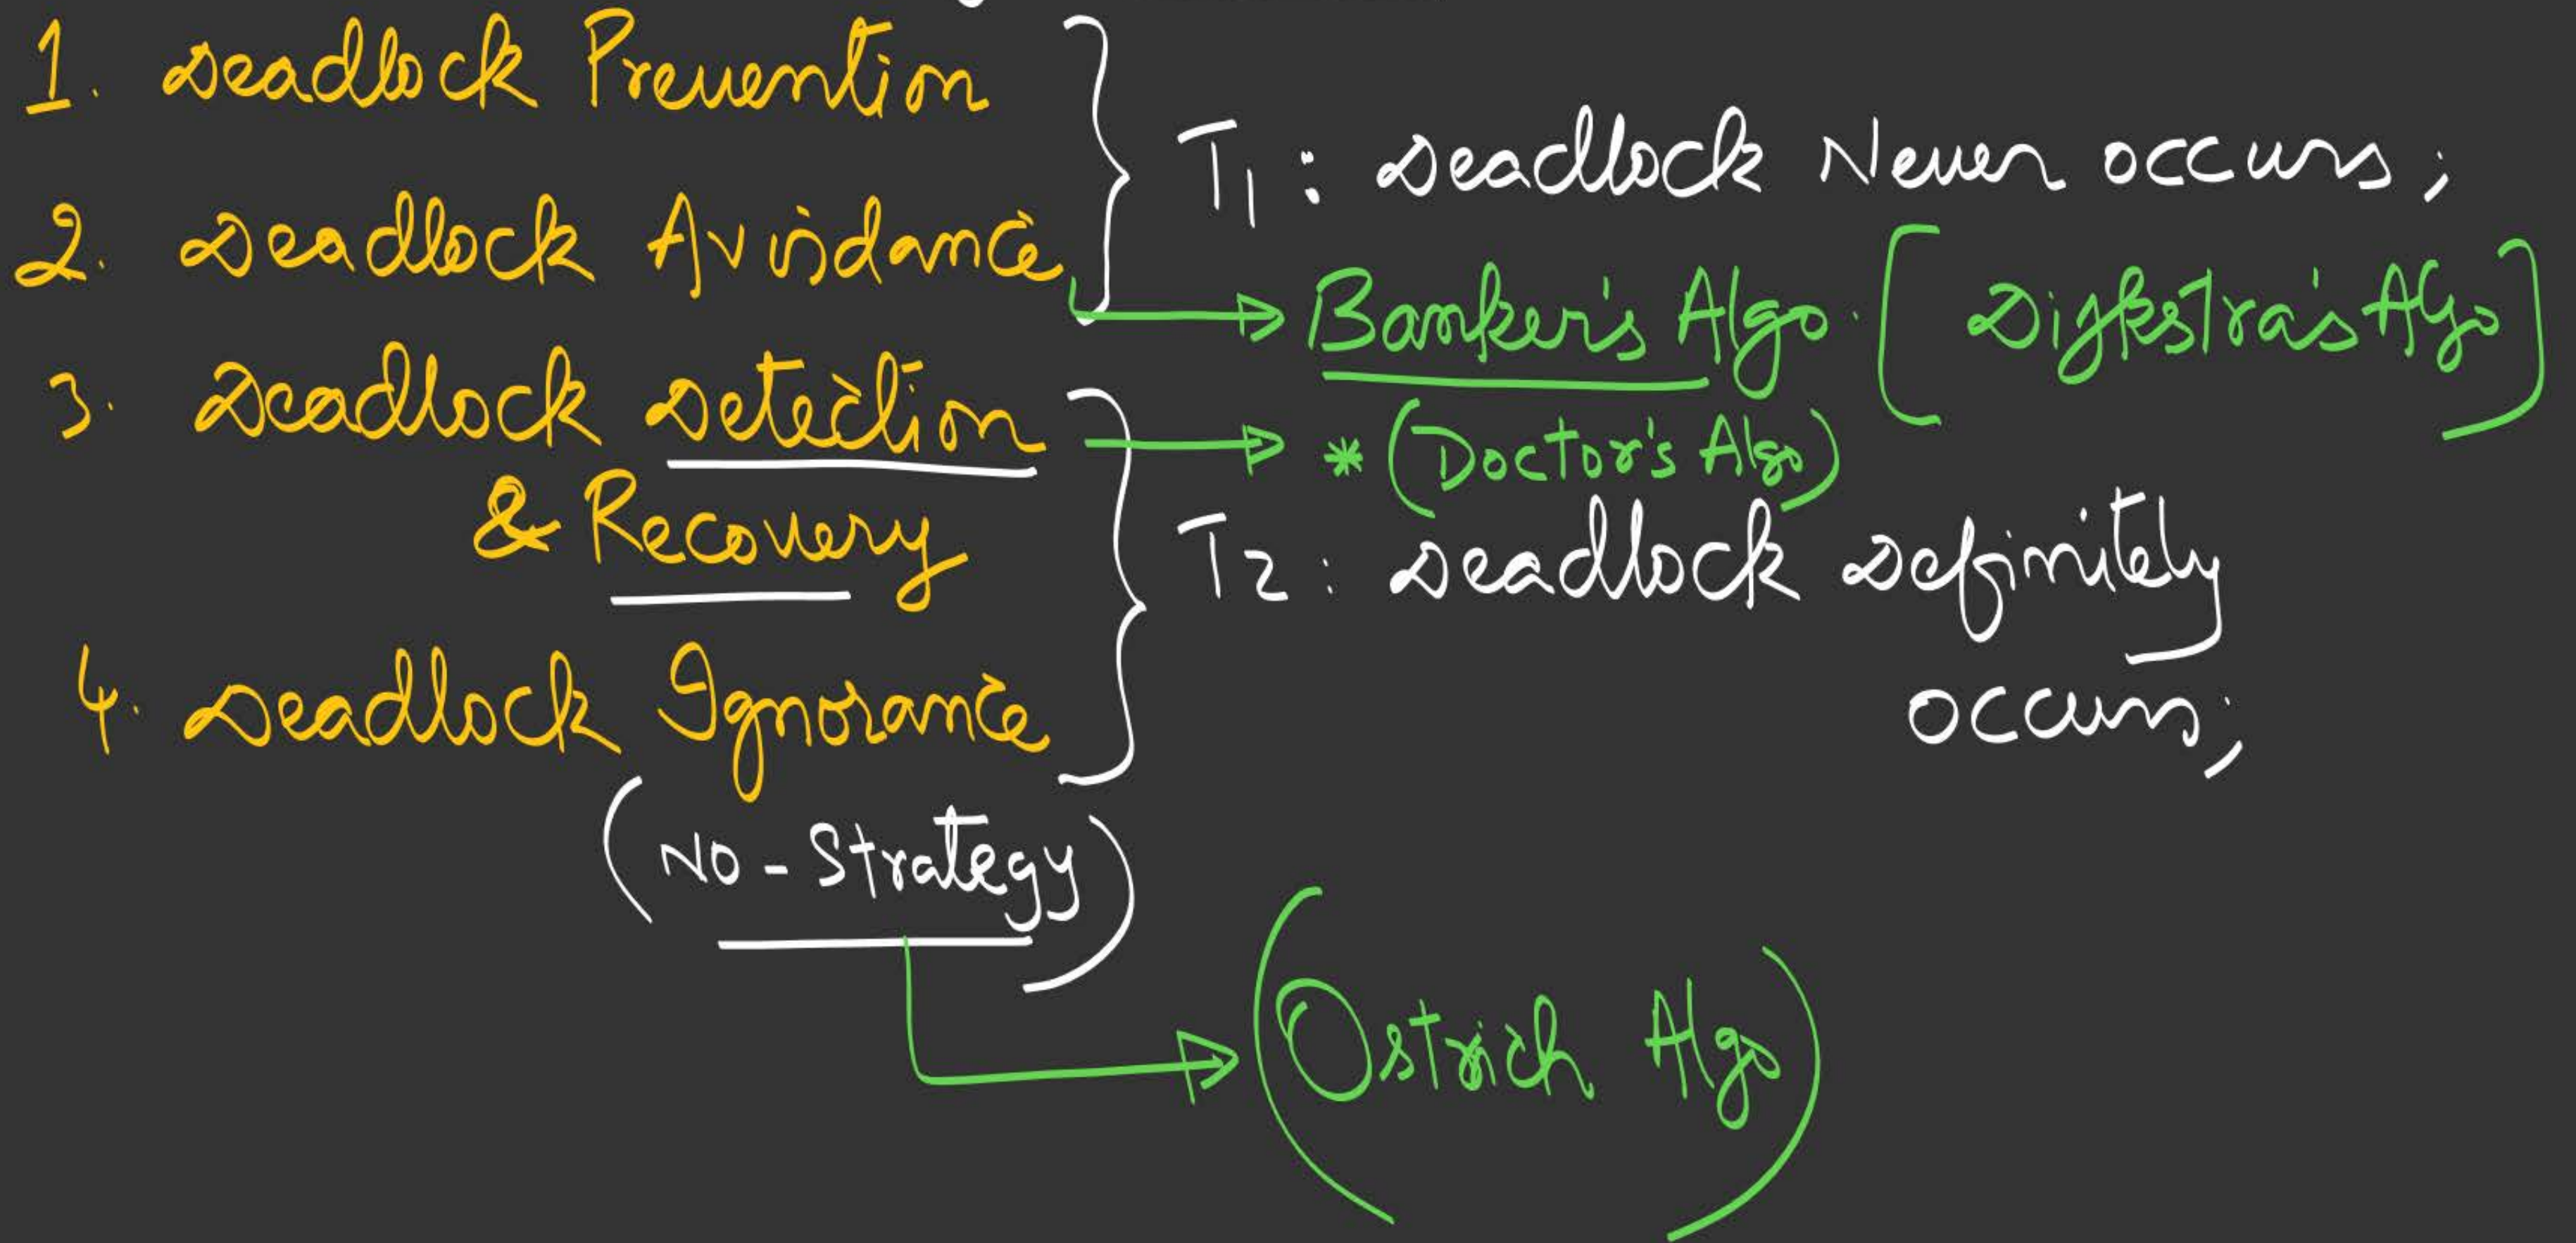 1. Deadlock Prevention
T1 : Deadlock Never occurs ;
2. Deadlock Avoidance
Banker's Algo. [ Dijkstra's Algo ]
3. Deadlock Detection
* (Doctor's Algo)
& Recovery
T2 : Deadlock Definitely
occurs;
4. Deadlock Ignorance
(NO - Strategy)
(Ostrich Algo)